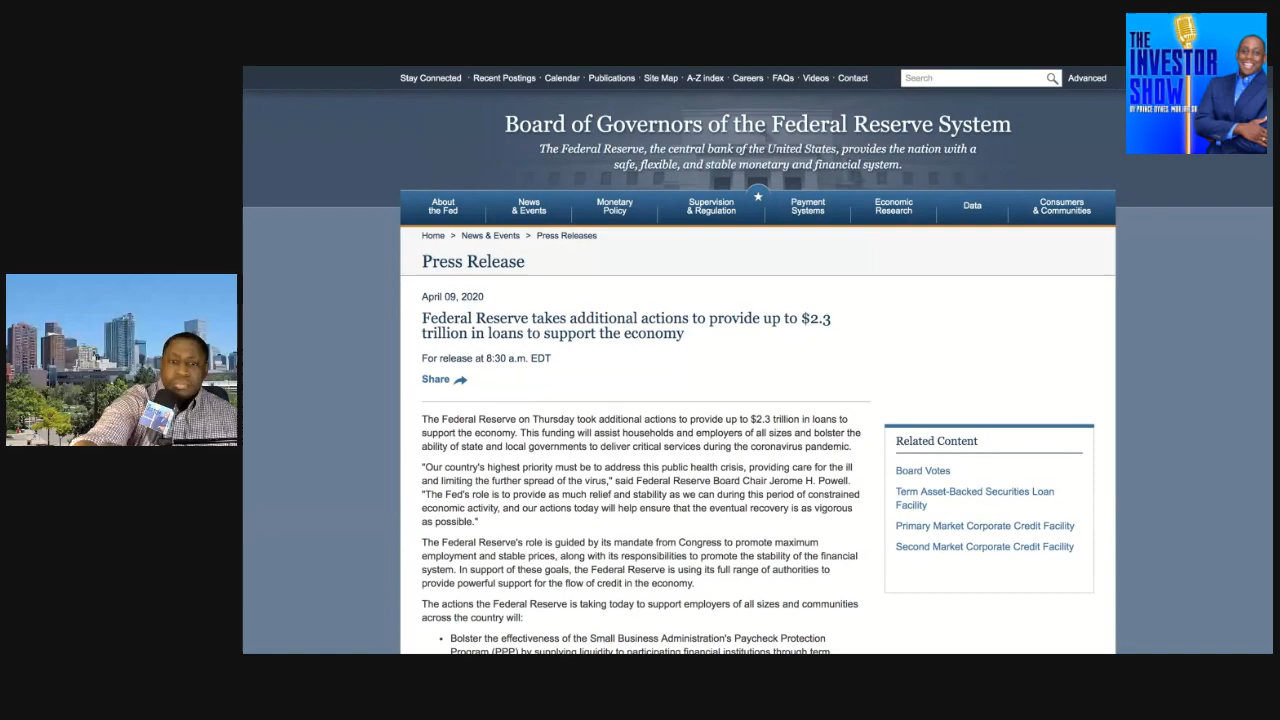 Stay Connected · Recent Postings · Calendar · Publications · Site Map · A-Z index · Careers · FAQs · Videos · Contact
Search
Advanced
THE
INVESTOR
SHOW
Board of Governors of the Federal Reserve System
The Federal Reserve, the central bank of the United States, provides the nation with a
safe, flexible, and stable monetary and financial system.
About
the Fed
News
& Events
Monetary
Policy
Supervision
& Regulation
Payment
Systems
Economic
Research
Data
Consumers
& Communities
Home > News & Events > Press Releases
Press Release
April 09, 2020
Federal Reserve takes additional actions to provide up to $2.3
trillion in loans to support the economy
For release at 8:30 a.m. EDT
Share
The Federal Reserve on Thursday took additional actions to provide up to $2.3 trillion in loans to
support the economy. This funding will assist households and employers of all sizes and bolster the
ability of state and local governments to deliver critical services during the coronavirus pandemic.
"Our country's highest priority must be to address this public health crisis, providing care for the ill
and limiting the further spread of the virus," said Federal Reserve Board Chair Jerome H. Powell.
"The Fed's role is to provide as much relief and stability as we can during this period of constrained
economic activity, and our actions today will help ensure that the eventual recovery is as vigorous
as possible."
The Federal Reserve's role is guided by its mandate from Congress to promote maximum
employment and stable prices, along with its responsibilities to promote the stability of the financial
system. In support of these goals, the Federal Reserve is using its full range of authorities to
provide powerful support for the flow of credit in the economy.
The actions the Federal Reserve is taking today to support employers of all sizes and communities
across the country will:
• Bolster the effectiveness of the Small Business Administration's Paycheck Protection
Program (PPP) by supplying liquidity to participating financial institutions through term
Related Content
Board Votes
Term Asset-Backed Securities Loan
Facility
Primary Market Corporate Credit Facility
Second Market Corporate Credit Facility